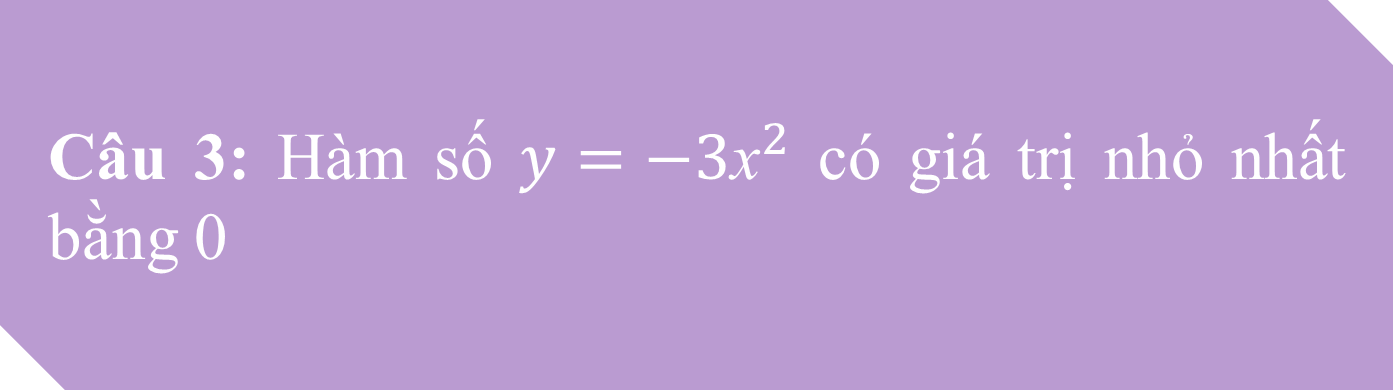 Câu 3: Hàm số y = −3x² có giá trị nhỏ nhất
bằng 0